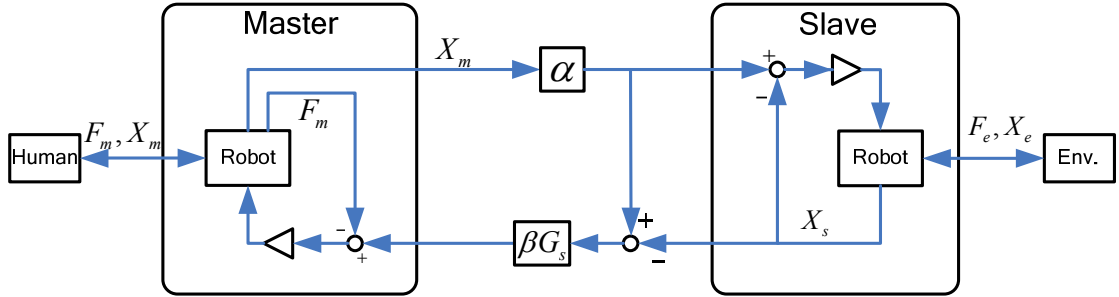 Master
Slave
X_m
α
+
−
F_m
F_m, X_m
Human
Robot
Robot
F_e, X_e
Env.
−
+
βG_s
+
−
X_s